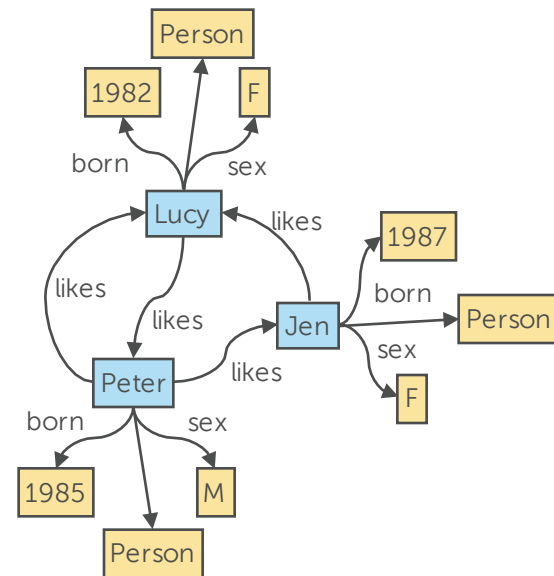 Person
1982
F
born
sex
Lucy
likes
1987
likes
born
likes
Jen
Person
sex
Peter
likes
F
born
sex
1985
M
Person